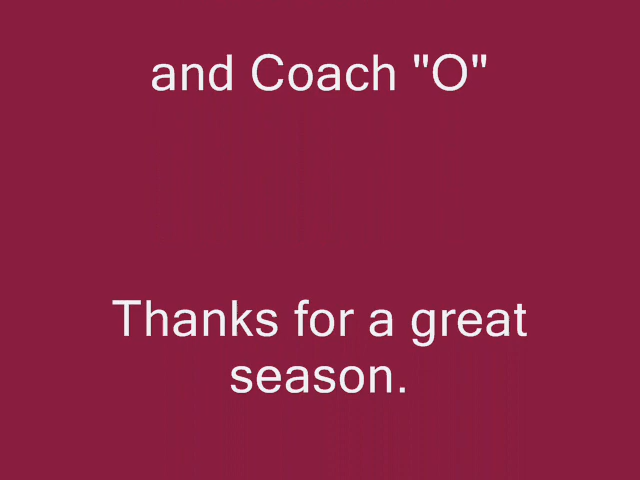 and Coach "O"
Thanks for a great
season.